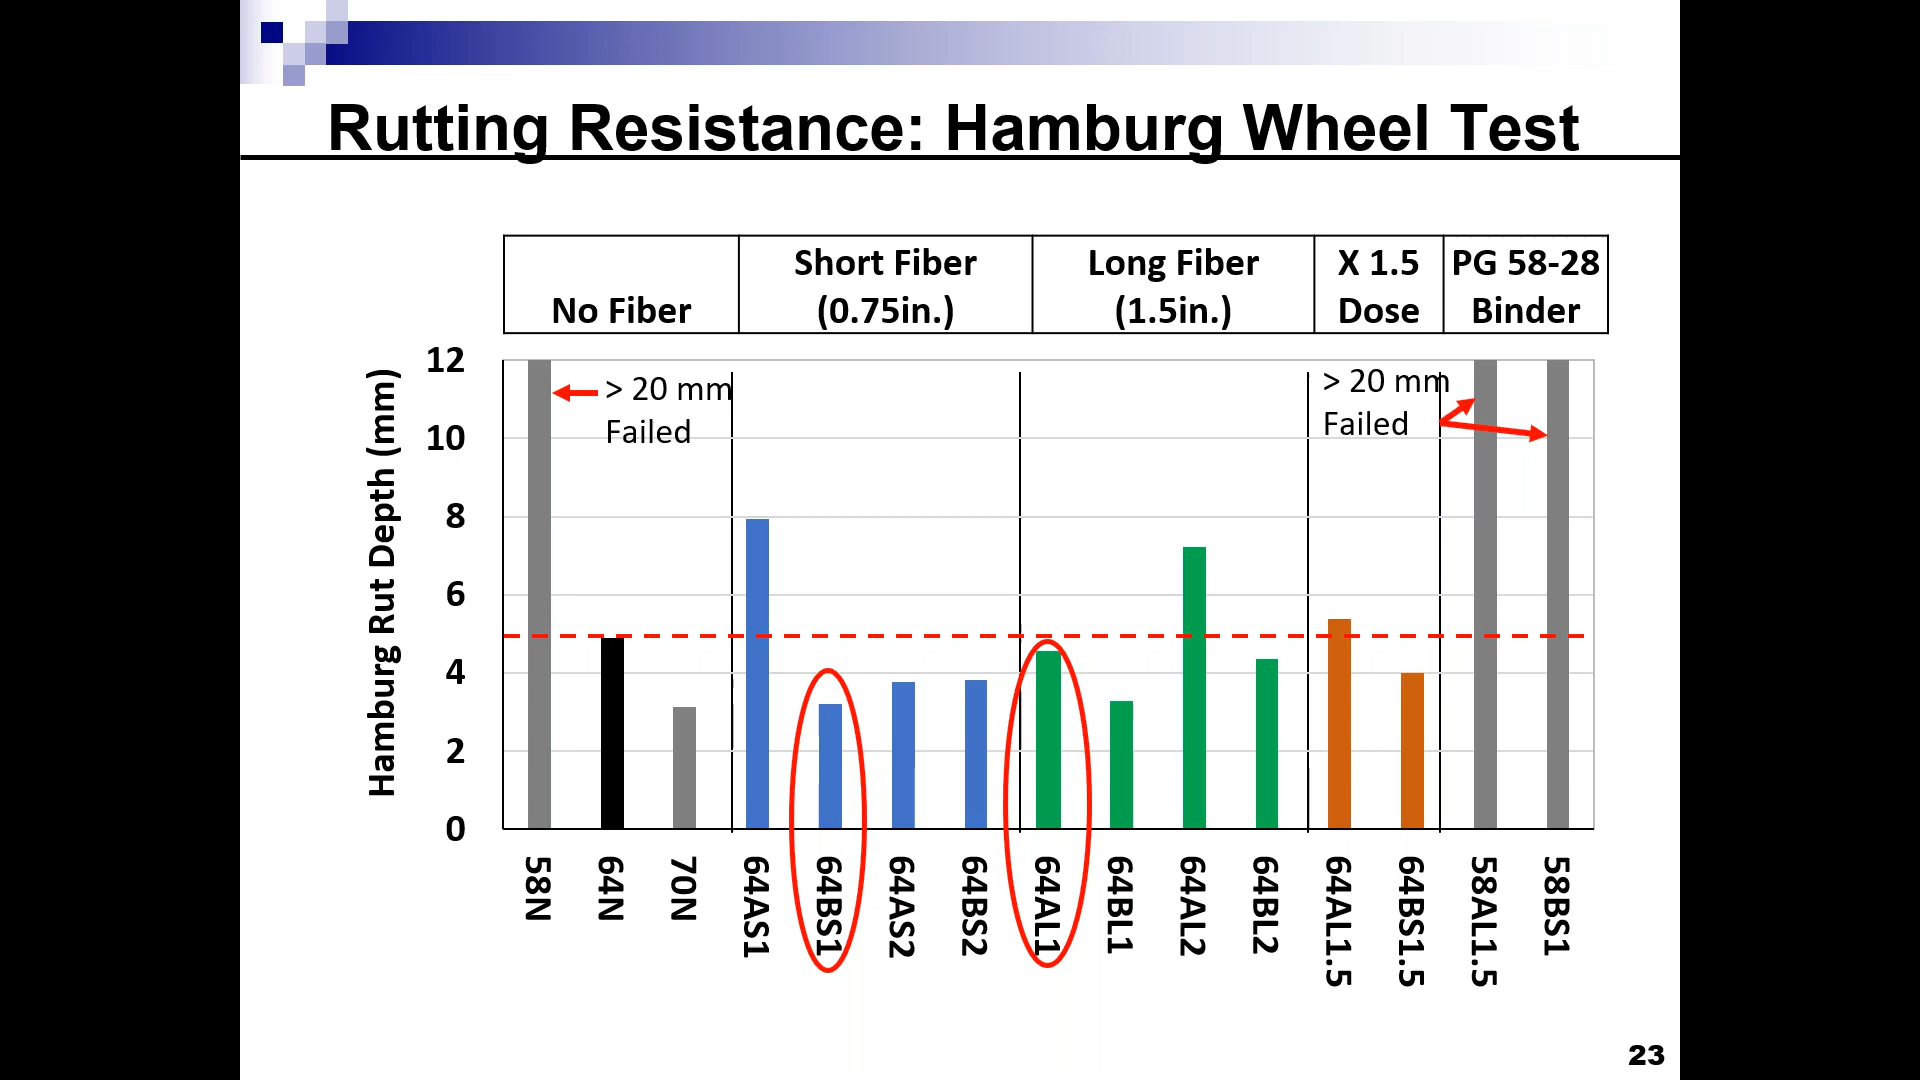 Rutting Resistance: Hamburg Wheel Test
No Fiber
Short Fiber
(0.75in.)
Long Fiber
(1.5in.)
X 1.5
Dose
PG 58-28
Binder
Hamburg Rut Depth (mm)
12
10
8
6
4
2
0
> 20 mm
Failed
> 20 mm
Failed
58N
64N
70N
64AS1
64BS1
64AS2
64BS2
64AL1
64BL1
64AL2
64BL2
64AL1.5
64BS1.5
58AL1.5
58BS1
23